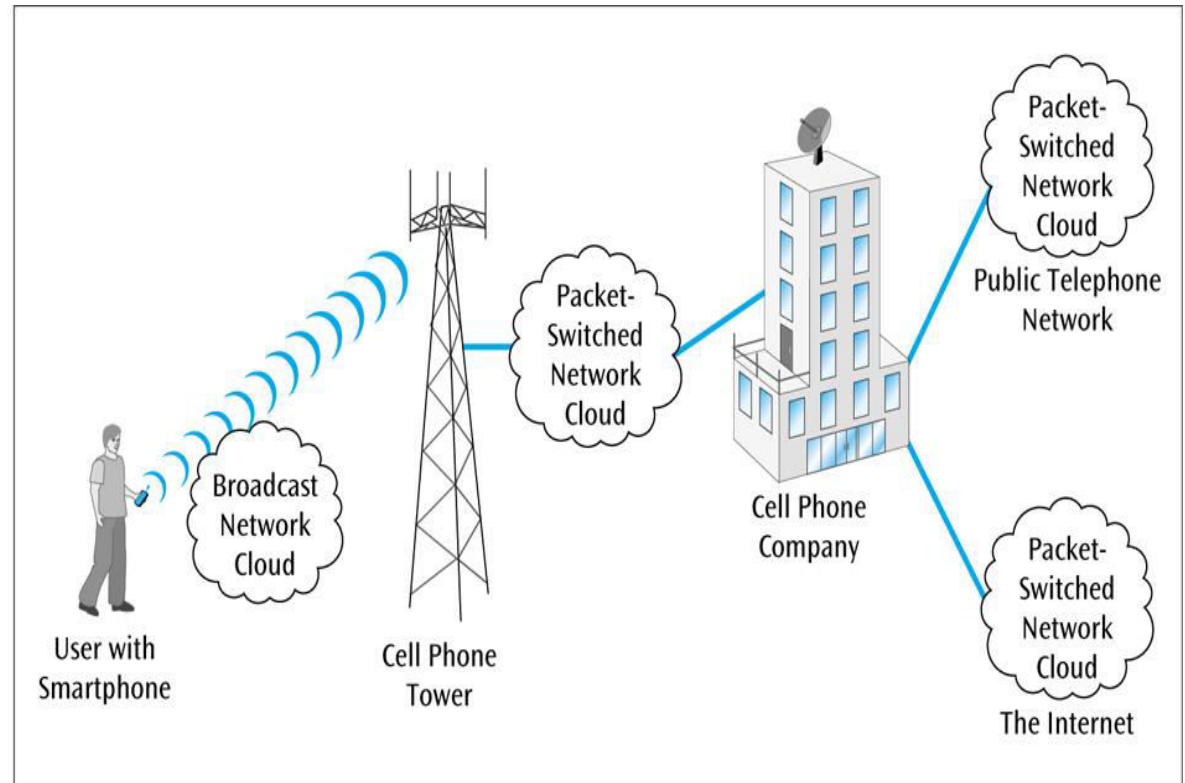 User with
Smartphone
Broadcast
Network
Cloud
Cell Phone
Tower
Packet-
Switched
Network
Cloud
Cell Phone
Company
Packet-
Switched
Network
Cloud
Public Telephone
Network
Packet-
Switched
Network
Cloud
The Internet